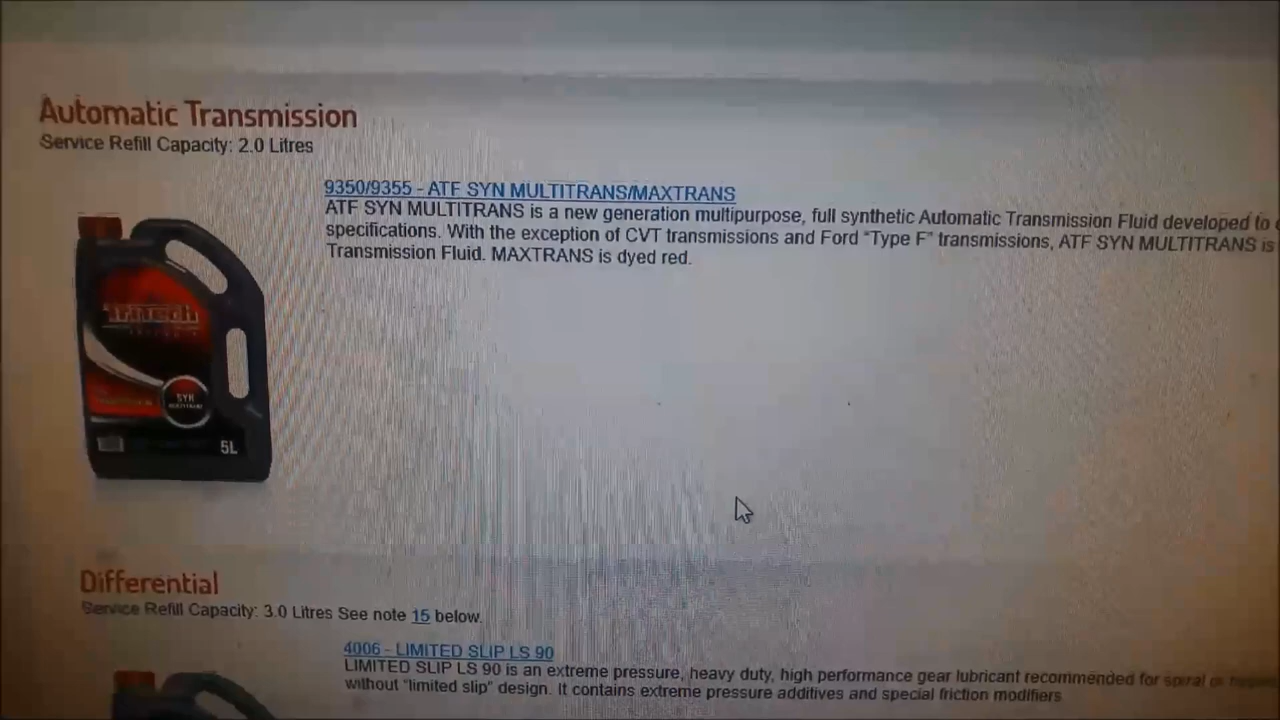 Automatic Transmission
Service Refill Capacity: 2.0 Litres
9350/9355 - ATF SYN MULTITRANS/MAXTRANS
ATF SYN MULTITRANS is a new generation multipurpose, full synthetic Automatic Transmission Fluid developed to
specifications. With the exception of CVT transmissions and Ford “Type F” transmissions, ATF SYN MULTITRANS is
Transmission Fluid. MAXTRANS is dyed red.
SYN
5L
Differential
Service Refill Capacity: 3.0 Litres See note 15 below.
4006 - LIMITED SLIP LS 90
LIMITED SLIP LS 90 is an extreme pressure, heavy duty, high performance gear lubricant recommended for spiral or
without “limited slip” design. It contains extreme pressure additives and special friction modifiers